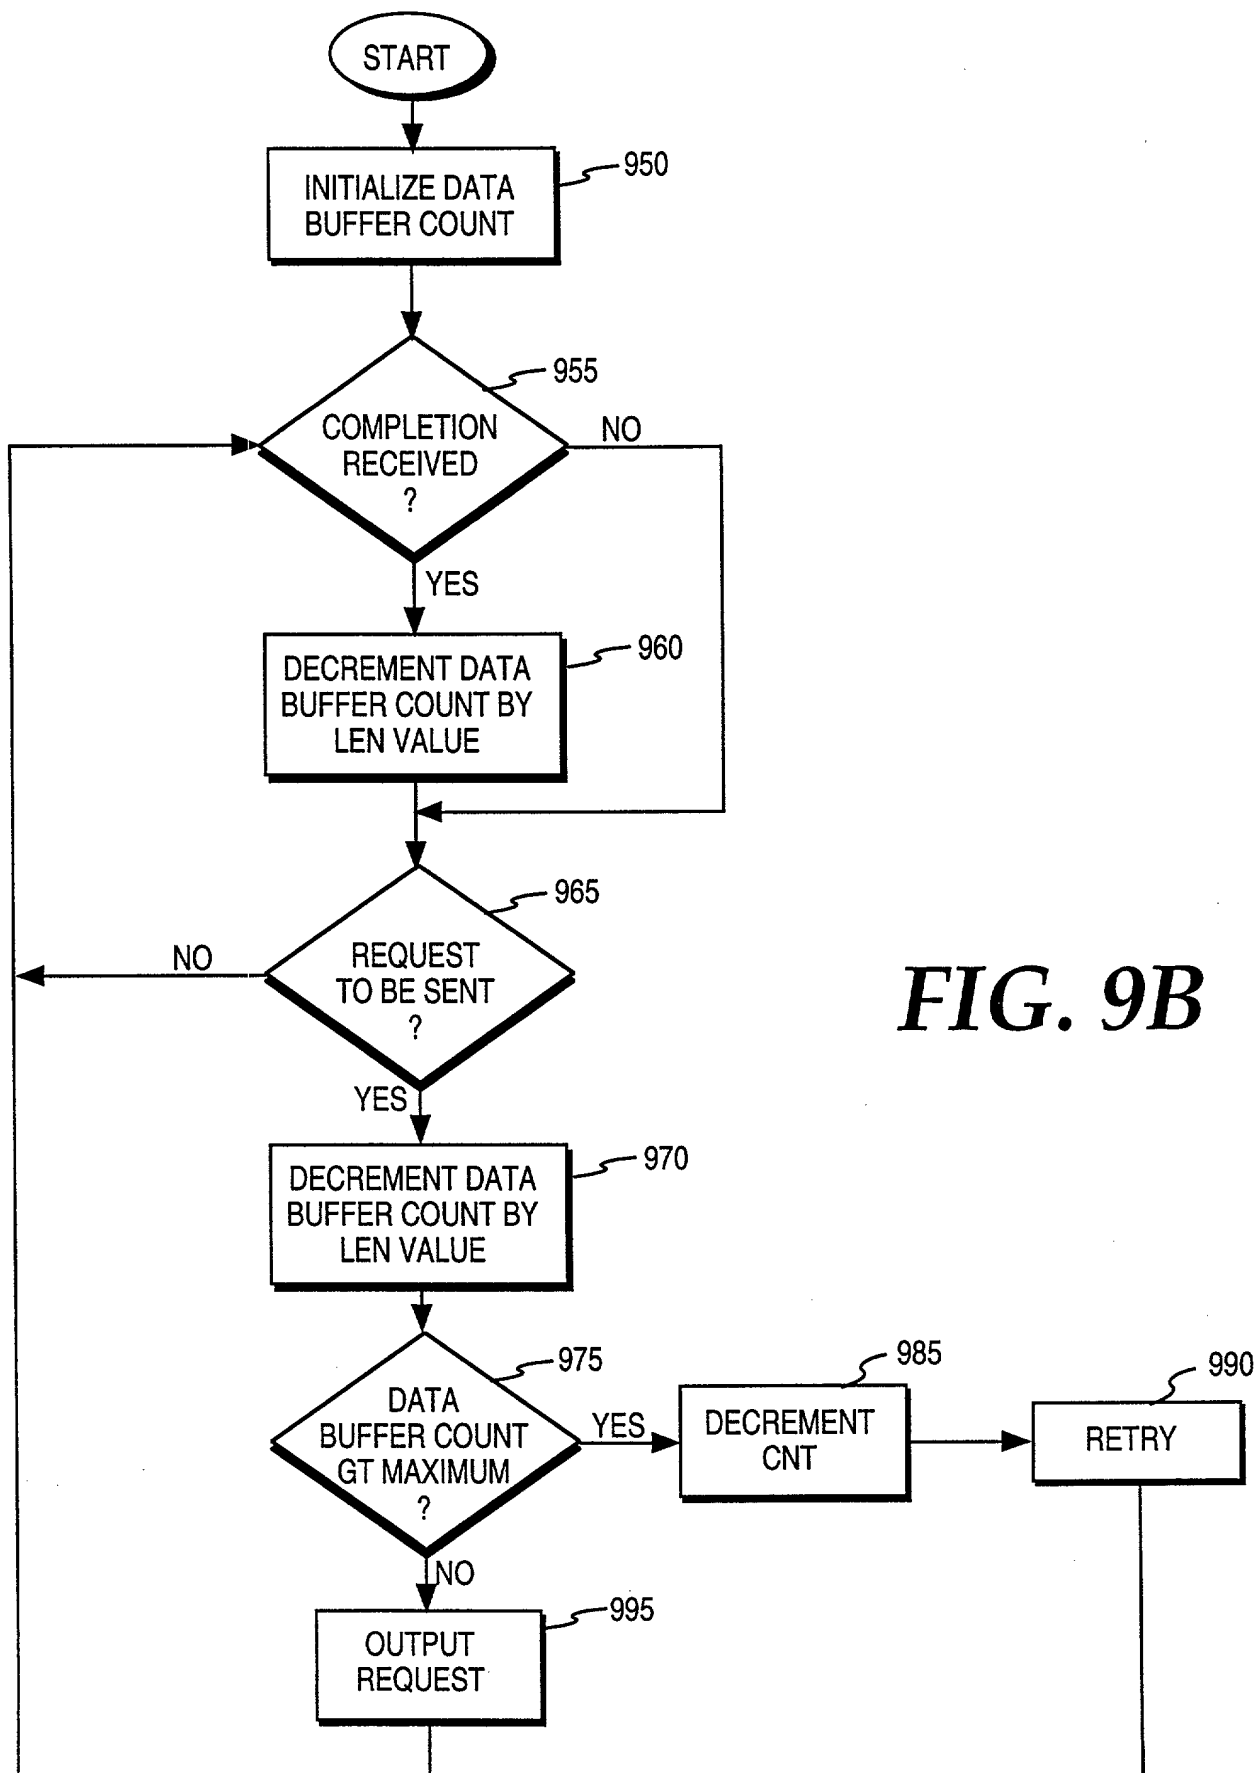 START
INITIALIZE DATA
BUFFER COUNT
950
COMPLETION
RECEIVED
?
955
NO
YES
DECREMENT DATA
BUFFER COUNT BY
LEN VALUE
960
REQUEST
TO BE SENT
?
965
NO
YES
FIG. 9B
DECREMENT DATA
BUFFER COUNT BY
LEN VALUE
970
DATA
BUFFER COUNT
GT MAXIMUM
?
975
YES
DECREMENT
CNT
985
RETRY
990
NO
OUTPUT
REQUEST
995